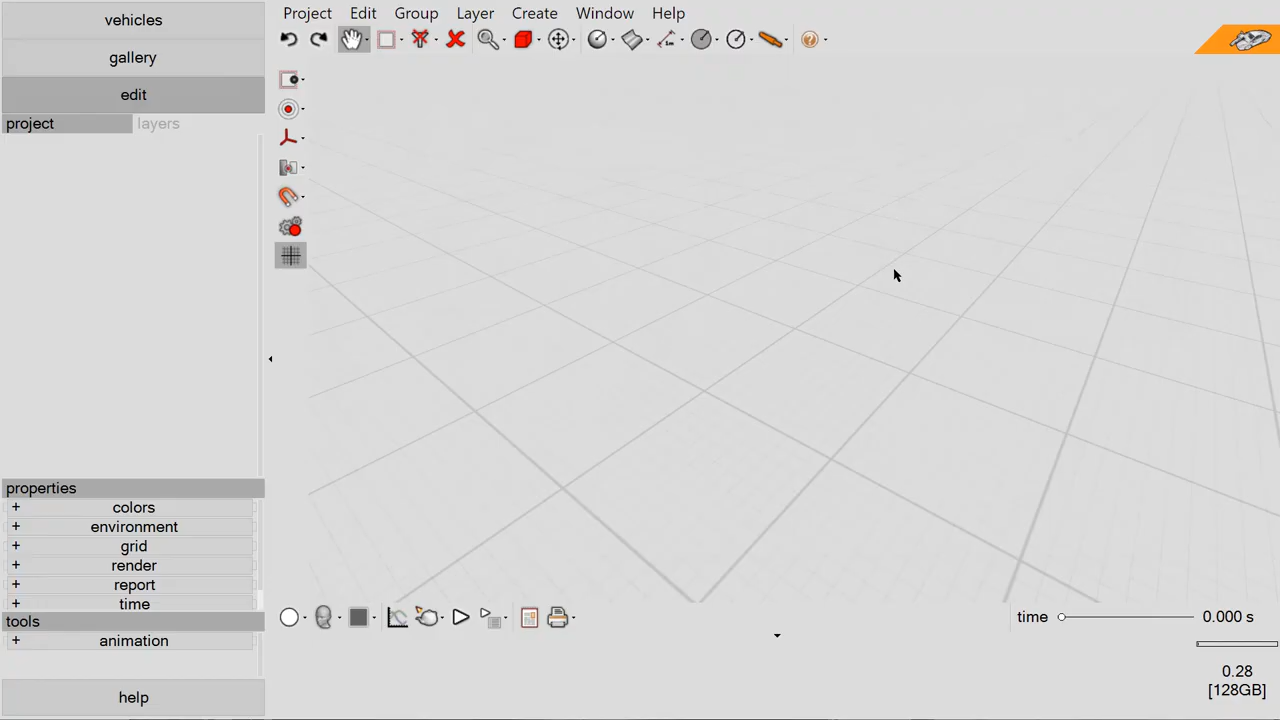 vehicles
gallery
edit
project layers
properties
+ colors
+ environment
+ grid
+ render
+ report
+ time
tools
+ animation
help
Project Edit Group Layer Create Window Help
1m
time 0.000 s
0.28
[128GB]